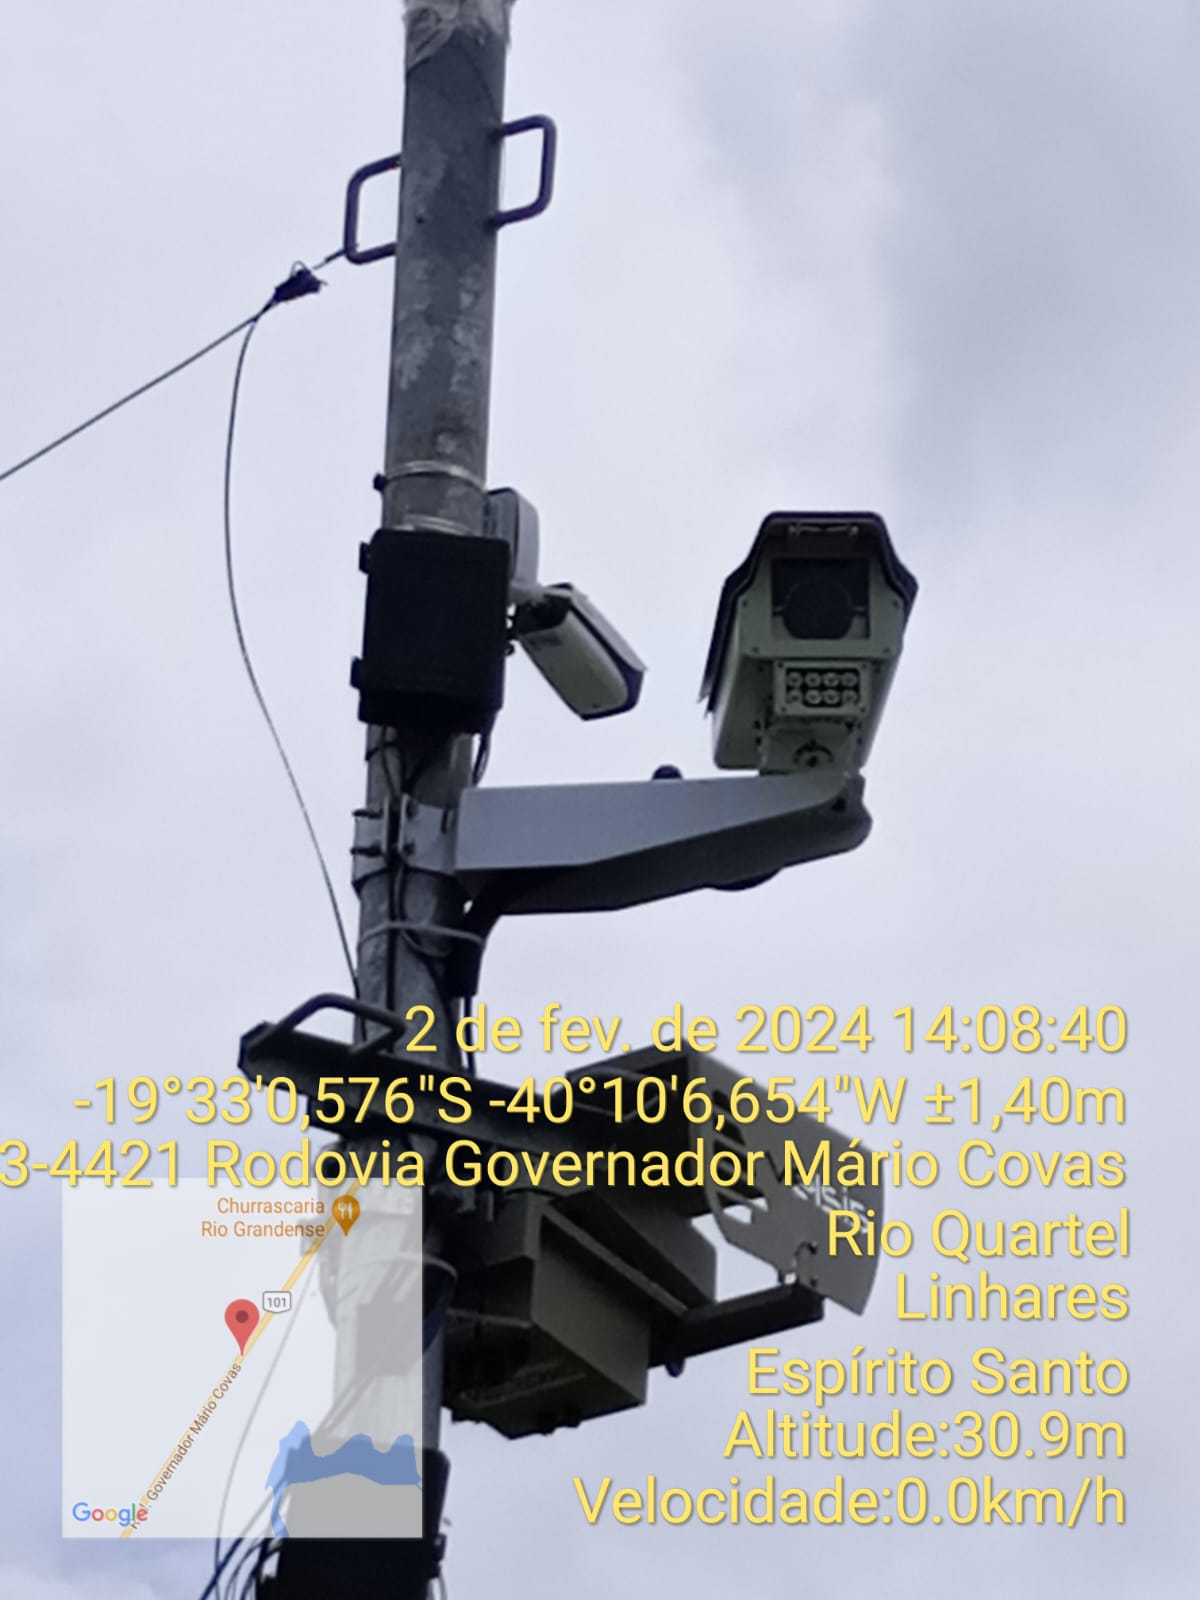 2 de fev. de 2024 14:08:40
-19°33'0,576"S -40°10'6,654"W ±1,40m
3-4421 Rodovia Governador Mário Covas
Rio Quartel
Linhares
Espírito Santo
Altitude:30.9m
Velocidade:0.0km/h
Churrascaria
Rio Grandense
101
Governador Mário Covas
Google